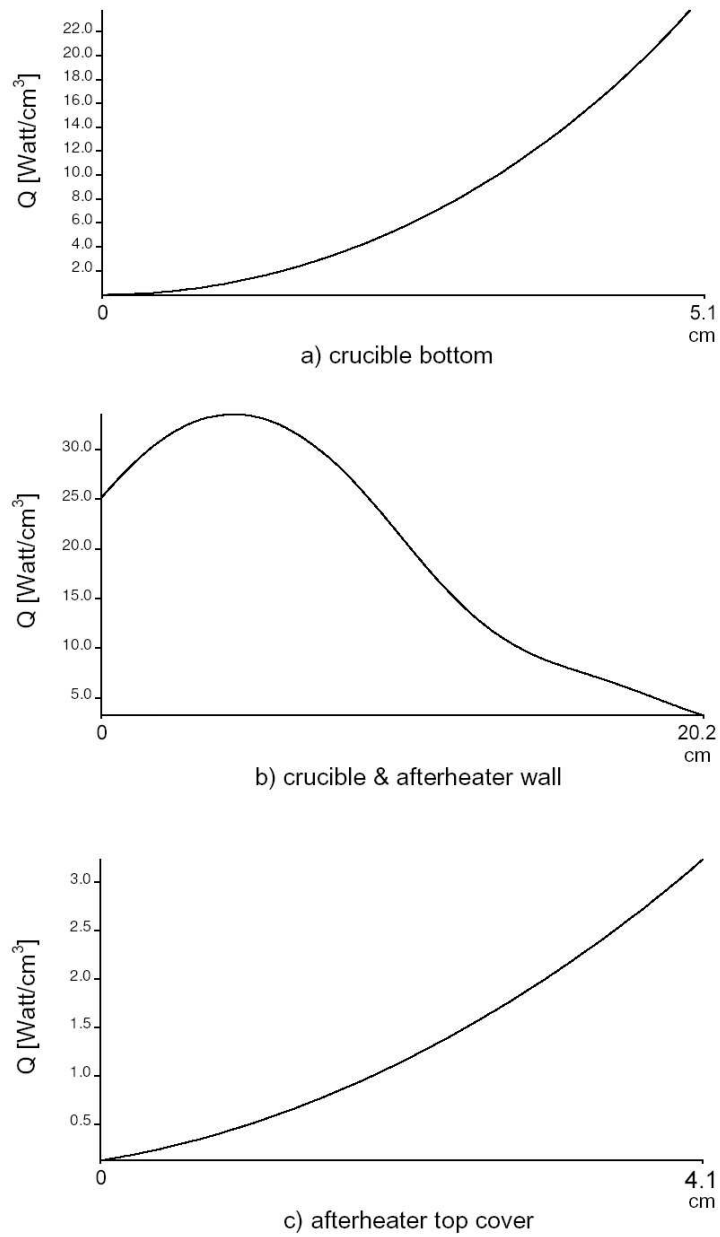 22.0
20.0
18.0
16.0
14.0
12.0
10.0
8.0
6.0
4.0
2.0
Q [Watt/cm³]
0 5.1
cm
a) crucible bottom
30.0
25.0
20.0
15.0
10.0
5.0
Q [Watt/cm³]
0 20.2
cm
b) crucible & afterheater wall
3.0
2.5
2.0
1.5
1.0
0.5
Q [Watt/cm³]
0 4.1
cm
c) afterheater top cover